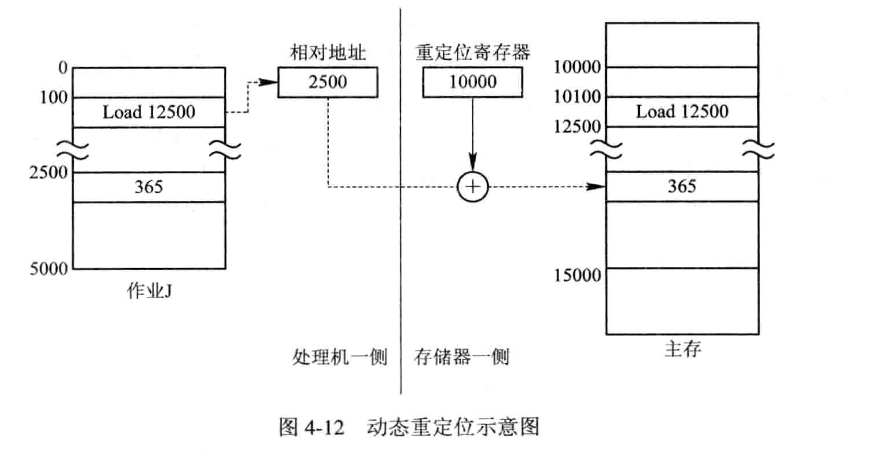 相对地址
重定位寄存器
0
2500
10000
10000
100
10100
Load 12500
Load 12500
12500
2500
365
+
365
5000
15000
作业J
处理机一侧
存储器一侧
主存
图 4-12 动态重定位示意图